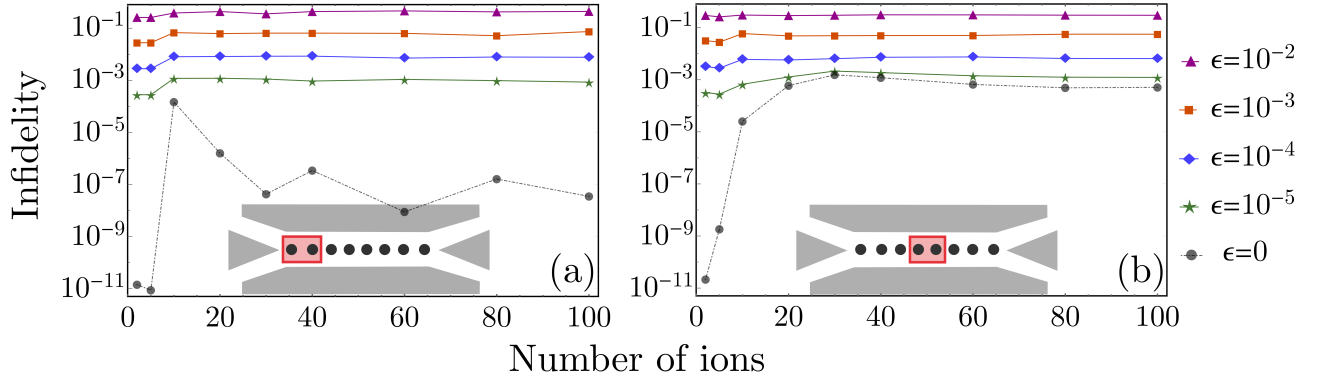 Infidelity
10⁻¹
10⁻³
10⁻⁵
10⁻⁷
10⁻⁹
10⁻¹¹
0 20 40 60 80 100
(a)
10⁻¹
10⁻³
10⁻⁵
10⁻⁷
10⁻⁹
10⁻¹¹
0 20 40 60 80 100
(b)
ϵ=10⁻²
ϵ=10⁻³
ϵ=10⁻⁴
ϵ=10⁻⁵
ϵ=0
Number of ions